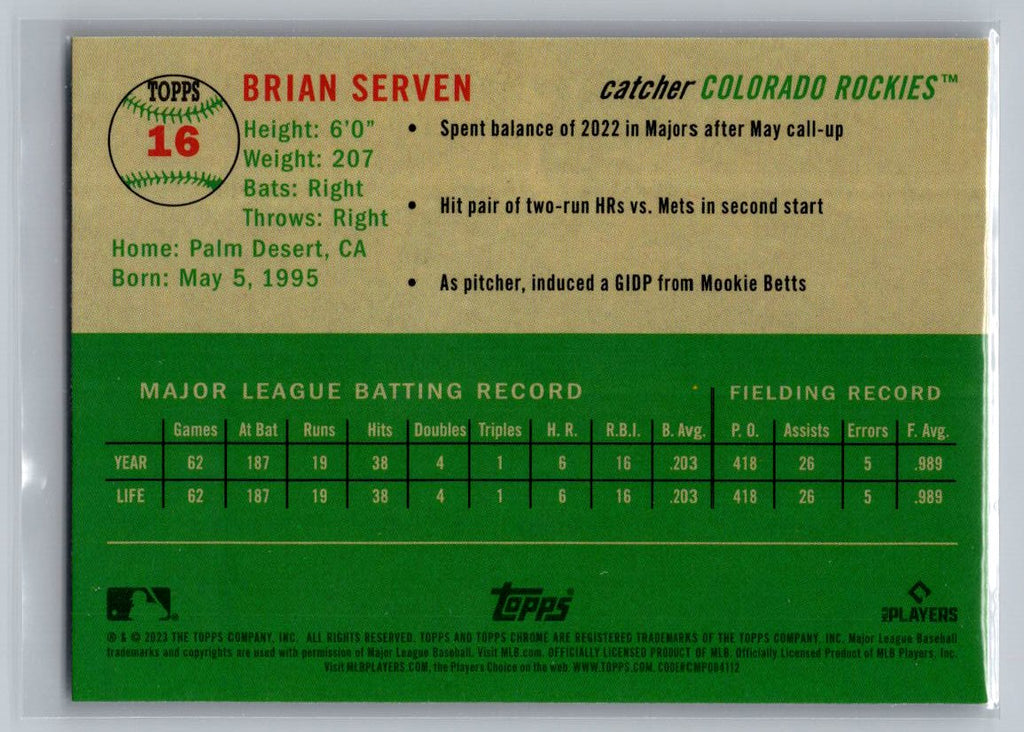 TOPPS
16
BRIAN SERVEN
catcher COLORADO ROCKIES™
Height: 6'0"
Weight: 207
Bats: Right
Throws: Right
Home: Palm Desert, CA
Born: May 5, 1995
• Spent balance of 2022 in Majors after May call-up
• Hit pair of two-run HRs vs. Mets in second start
• As pitcher, induced a GIDP from Mookie Betts
MAJOR LEAGUE BATTING RECORD FIELDING RECORD
Games At Bat Runs Hits Doubles Triples H. R. R.B.I. B. Avg. P. O. Assists Errors F. Avg.
YEAR 62 187 19 38 4 1 6 16 .203 418 26 5 .989
LIFE 62 187 19 38 4 1 6 16 .203 418 26 5 .989
topps®
MLB PLAYERS
® & © 2023 THE TOPPS COMPANY, INC. ALL RIGHTS RESERVED. TOPPS AND TOPPS CHROME ARE REGISTERED TRADEMARKS OF THE TOPPS COMPANY, INC. Major League Baseball
trademarks and copyrights are used with permission of Major League Baseball. Visit MLB.com. OFFICIALLY LICENSED PRODUCT OF MLB. Officially Licensed Product of MLB Players, Inc.
Visit MLBPLAYERS.COM, the Players Choice on the web. WWW.TOPPS.COM.